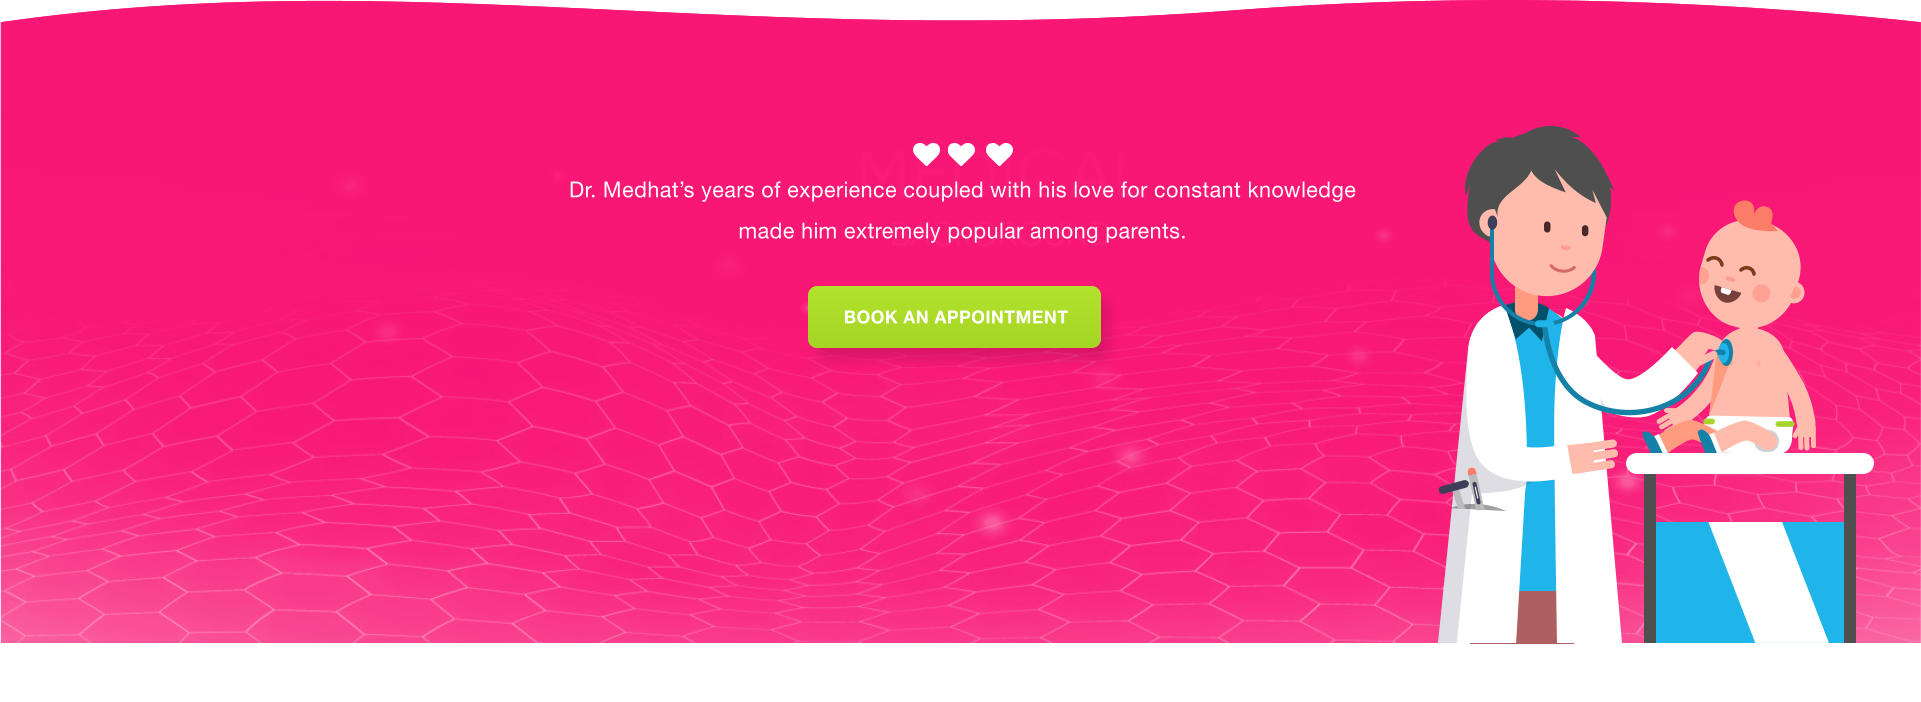 Dr. Medhat’s years of experience coupled with his love for constant knowledge
made him extremely popular among parents.
BOOK AN APPOINTMENT